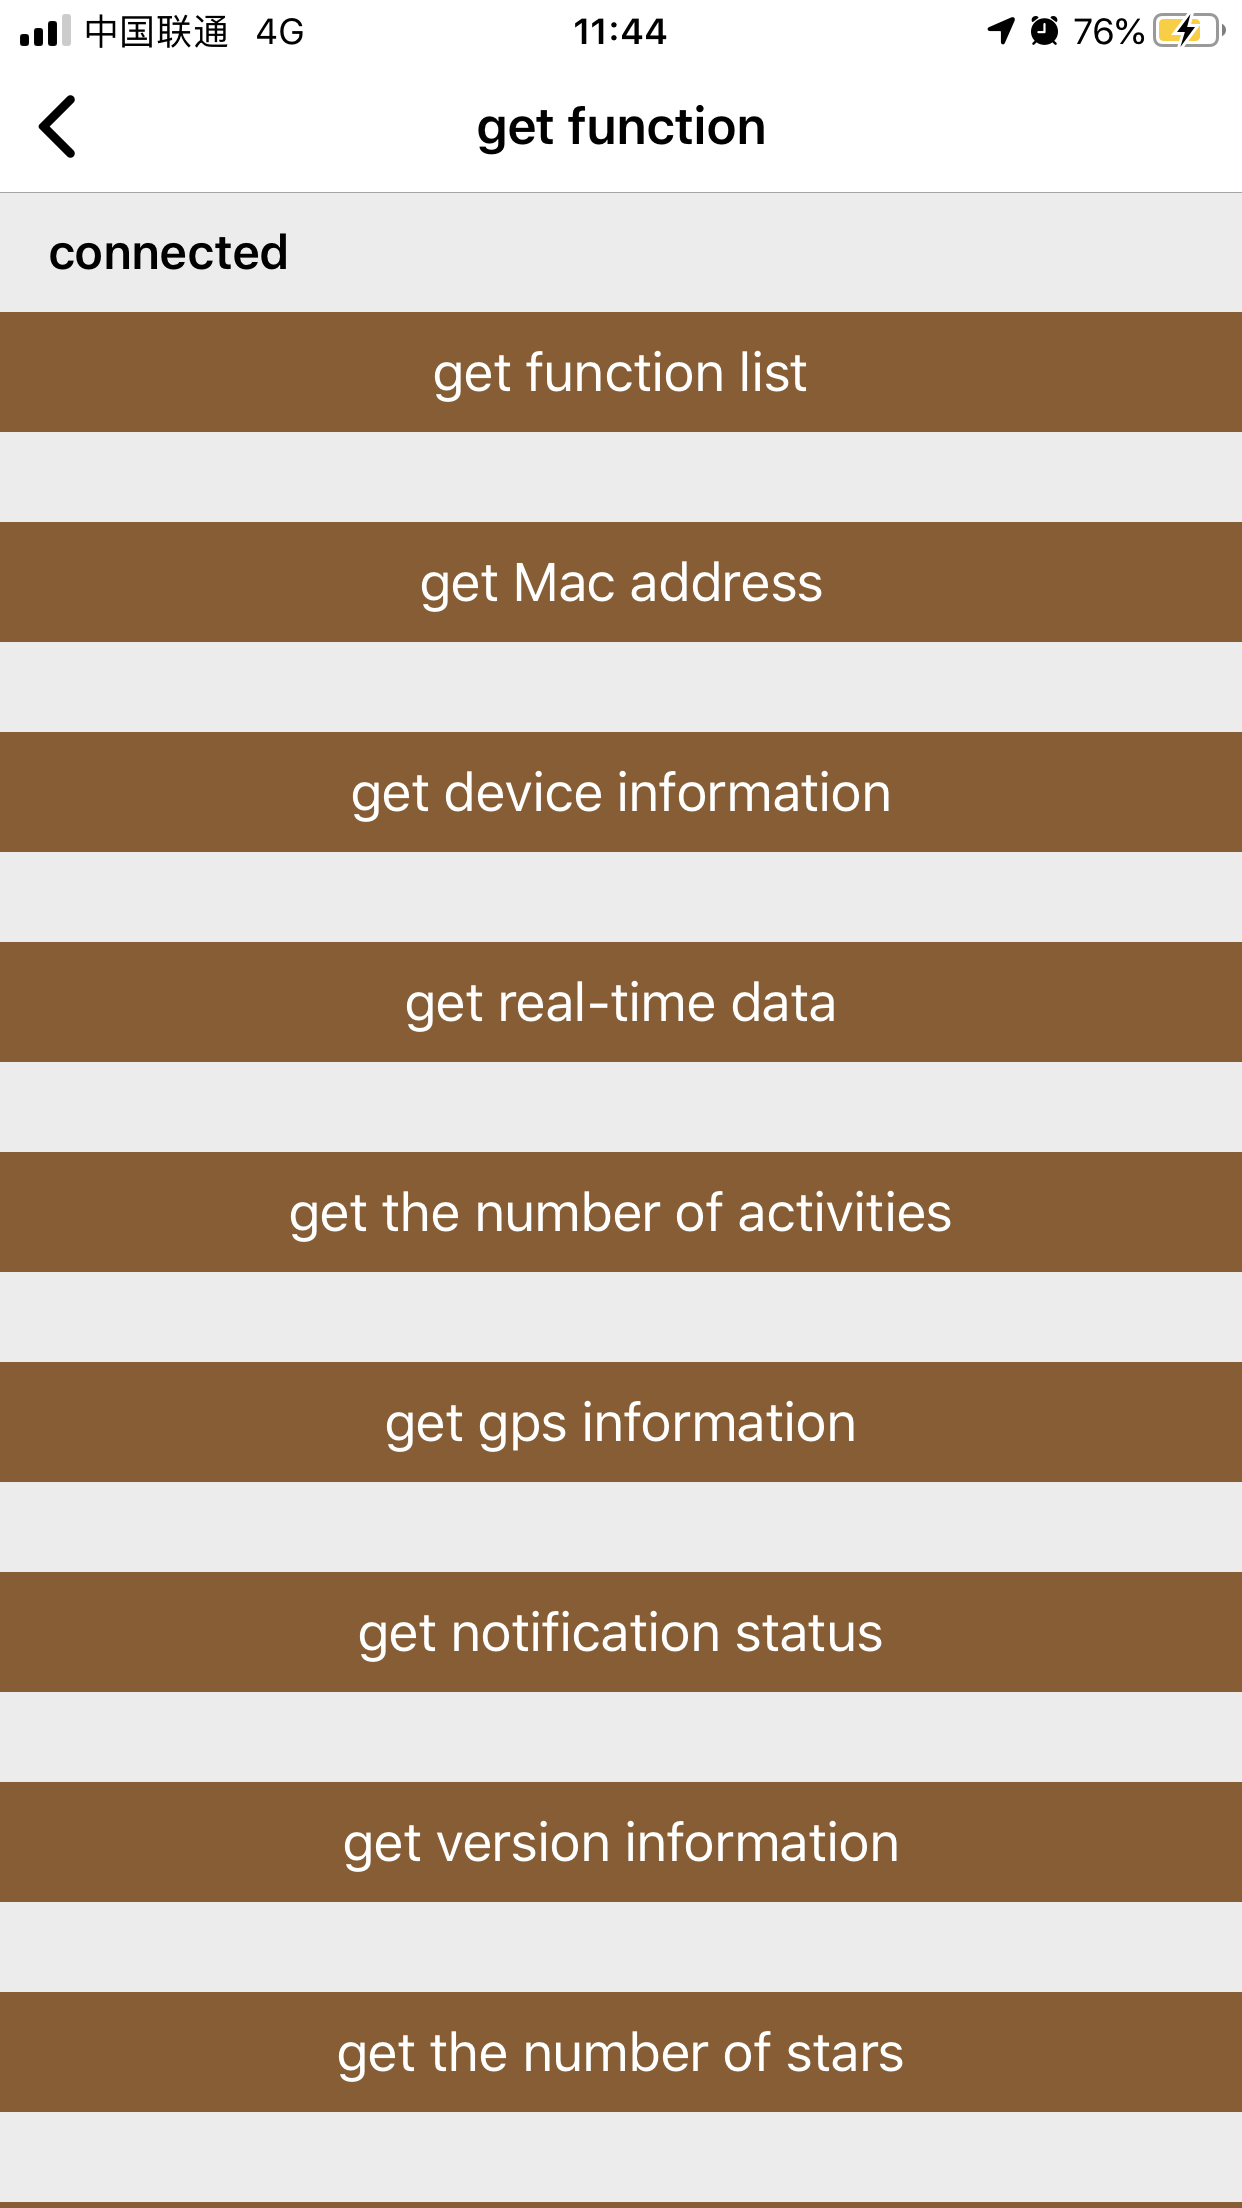 中国联通 4G 11:44 76%
get function
connected
get function list
get Mac address
get device information
get real-time data
get the number of activities
get gps information
get notification status
get version information
get the number of stars